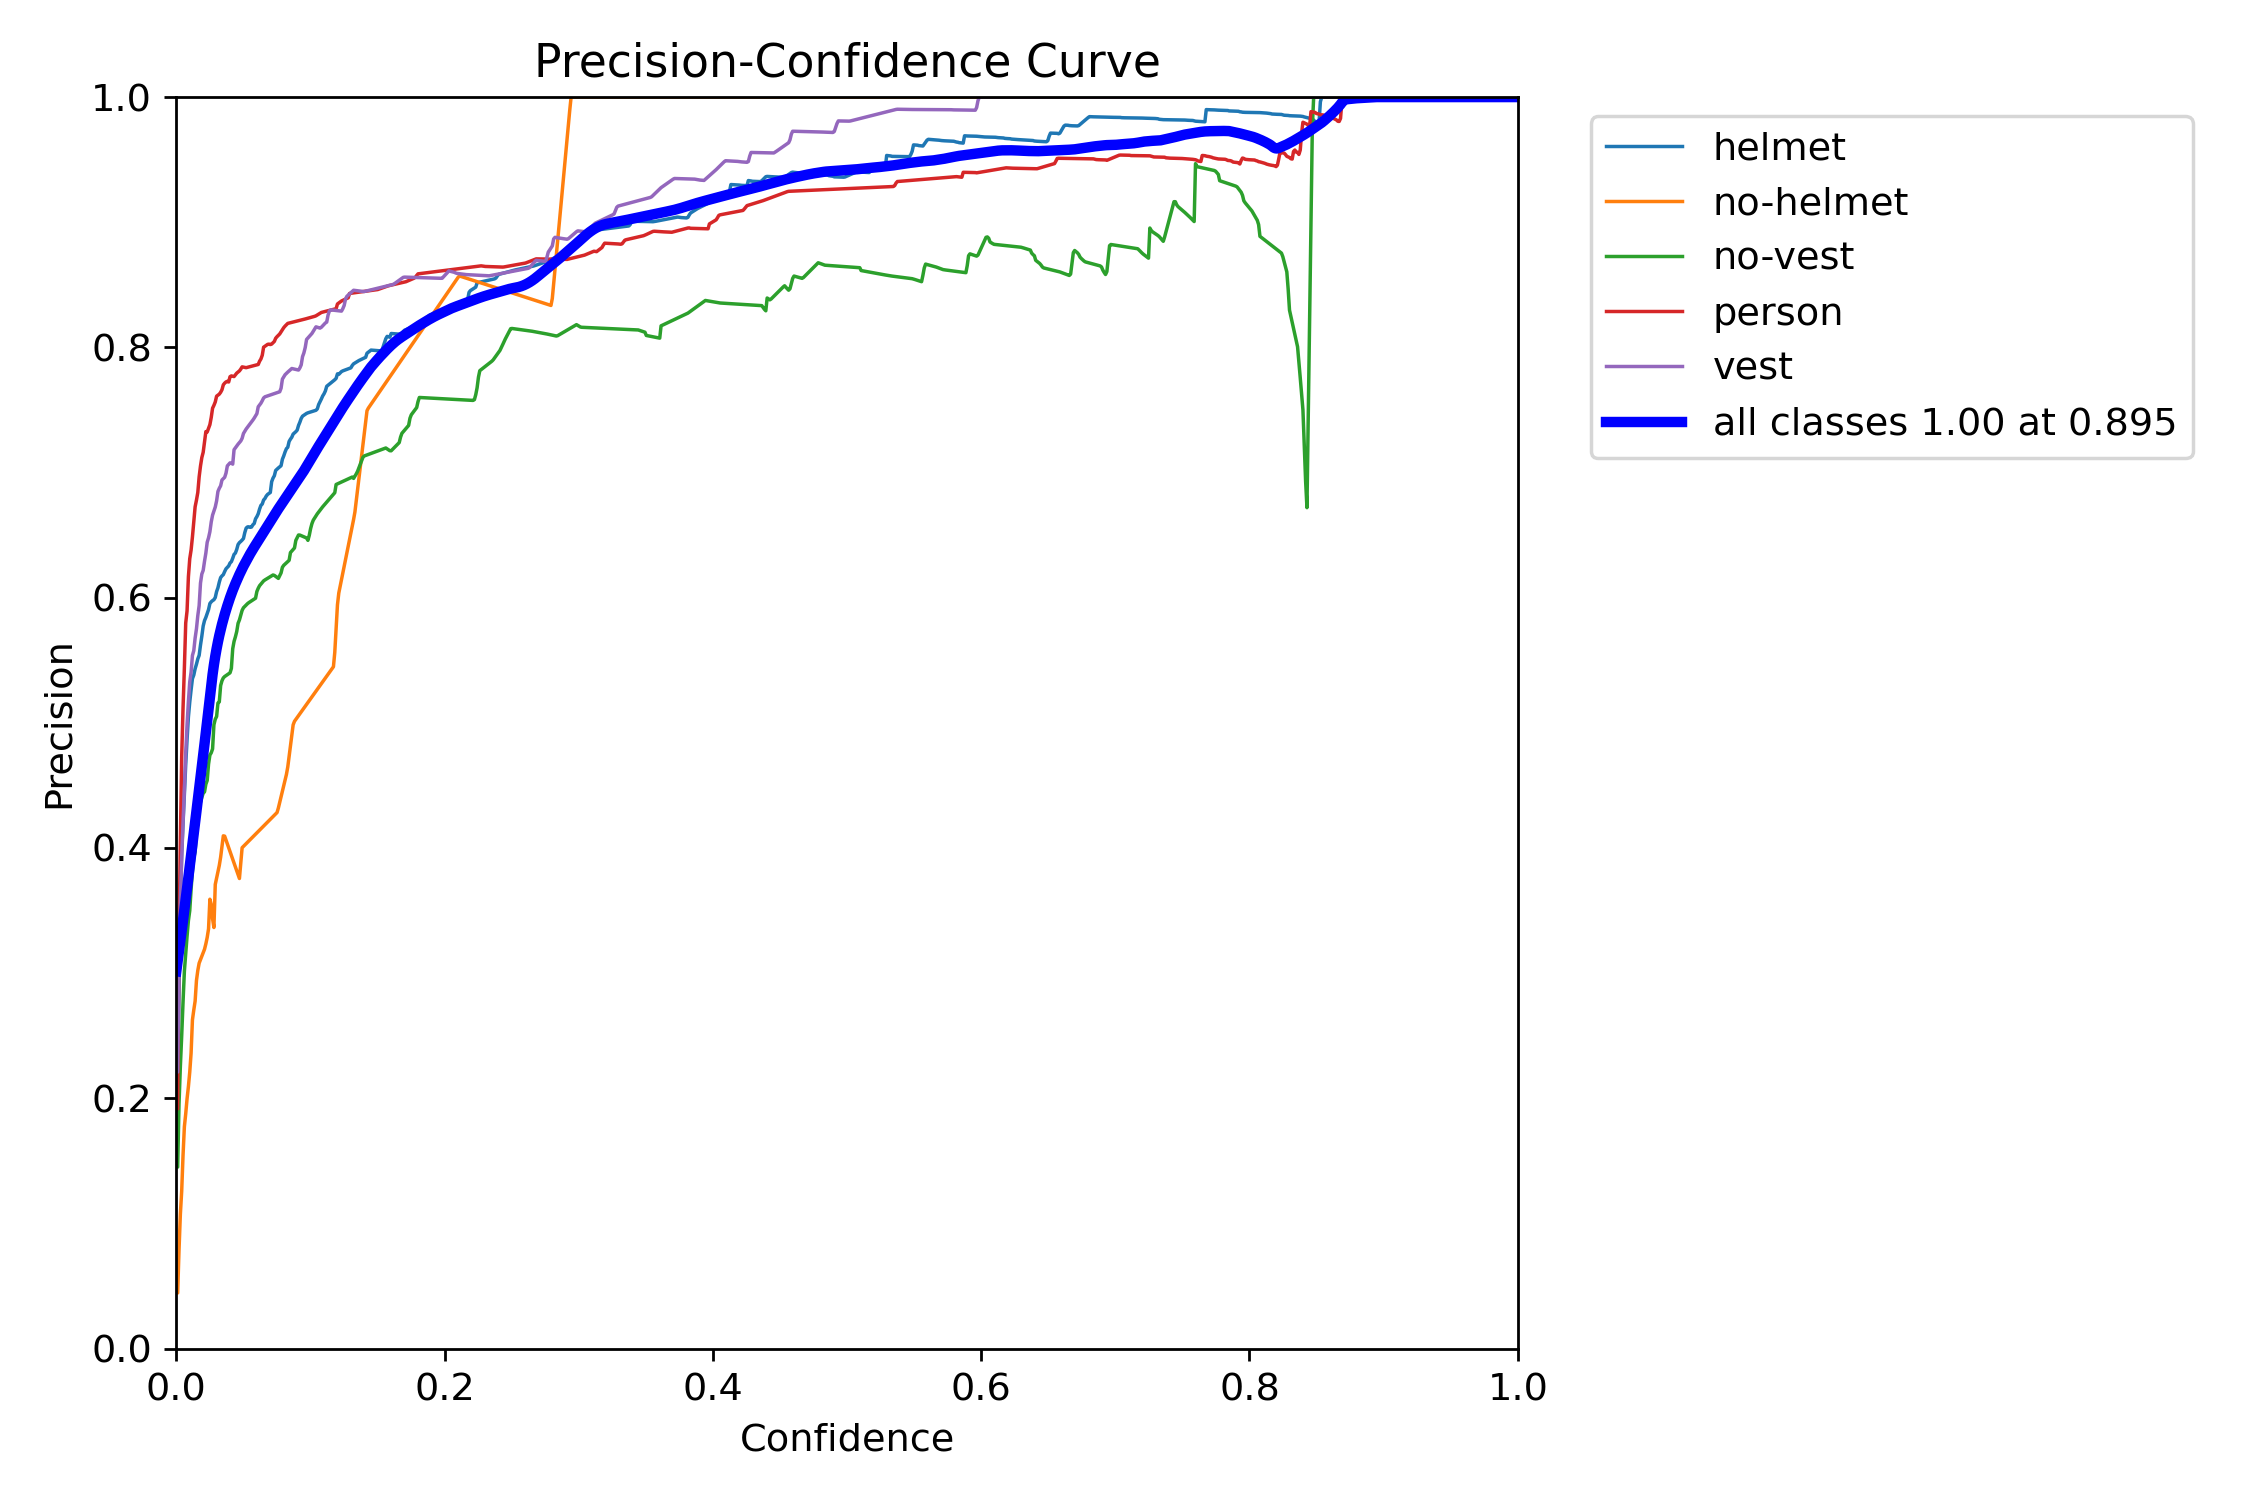 Precision-Confidence Curve
1.0
0.8
0.6
0.4
0.2
0.0
Precision
0.0 0.2 0.4 0.6 0.8 1.0
Confidence
helmet
no-helmet
no-vest
person
vest
all classes 1.00 at 0.895